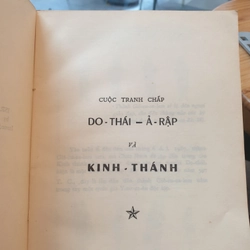 CUỘC TRANH CHẤP
DO-THÁI — Ả-RẬP
VÀ
KINH-THÁNH